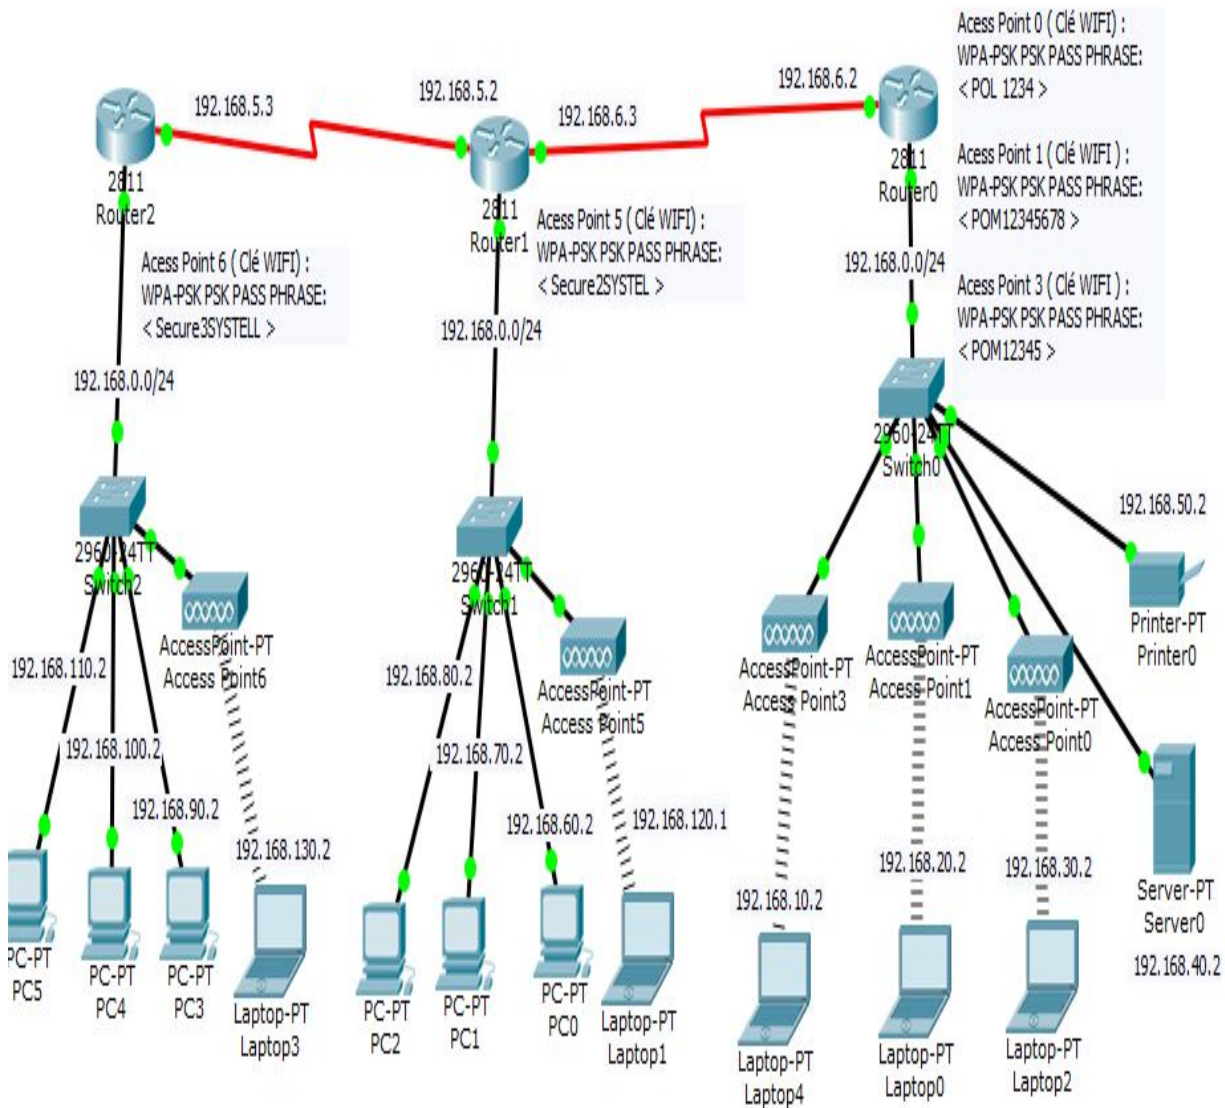 Acess Point 0 ( Clé WIFI) :
WPA-PSK PSK PASS PHRASE:
< POL 1234 >
Acess Point 1 ( Clé WIFI ) :
WPA-PSK PSK PASS PHRASE:
< POM12345678 >
Acess Point 3 ( Clé WIFI ) :
WPA-PSK PSK PASS PHRASE:
< POM12345 >
192.168.5.3
192.168.5.2
192.168.6.3
192.168.6.2
2811
Router2
2811
Router1
2811
Router0
Acess Point 6 ( Clé WIFI) :
WPA-PSK PSK PASS PHRASE:
< Secure3SYSTELL >
Acess Point 5 ( Clé WIFI) :
WPA-PSK PSK PASS PHRASE:
< Secure2SYSTEL >
192.168.0.0/24
192.168.0.0/24
192.168.0.0/24
2960-24TT
Switch2
2960-24TT
Switch1
2960-24TT
Switch0
AccessPoint-PT
Access Point6
AccessPoint-PT
Access Point5
AccessPoint-PT
Access Point3
AccessPoint-PT
Access Point1
AccessPoint-PT
Access Point0
192.168.50.2
Printer-PT
Printer0
192.168.110.2
192.168.100.2
192.168.90.2
192.168.130.2
192.168.80.2
192.168.70.2
192.168.60.2
192.168.120.1
192.168.10.2
192.168.20.2
192.168.30.2
Server-PT
Server0
192.168.40.2
PC-PT
PC5
PC-PT
PC4
PC-PT
PC3
Laptop-PT
Laptop3
PC-PT
PC2
PC-PT
PC1
PC-PT
PC0
Laptop-PT
Laptop1
Laptop-PT
Laptop4
Laptop-PT
Laptop0
Laptop-PT
Laptop2